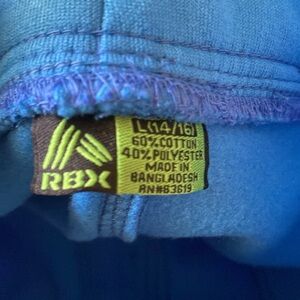 RBX
L(14/16)
60%COTTON
40%POLYESTER
MADE IN
BANGLADESH
RN#83619